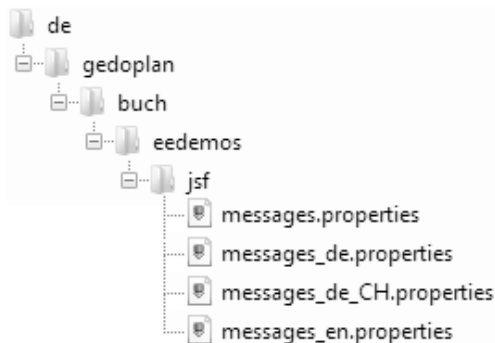 de
gedoplan
buch
eedemos
jsf
messages.properties
messages_de.properties
messages_de_CH.properties
messages_en.properties